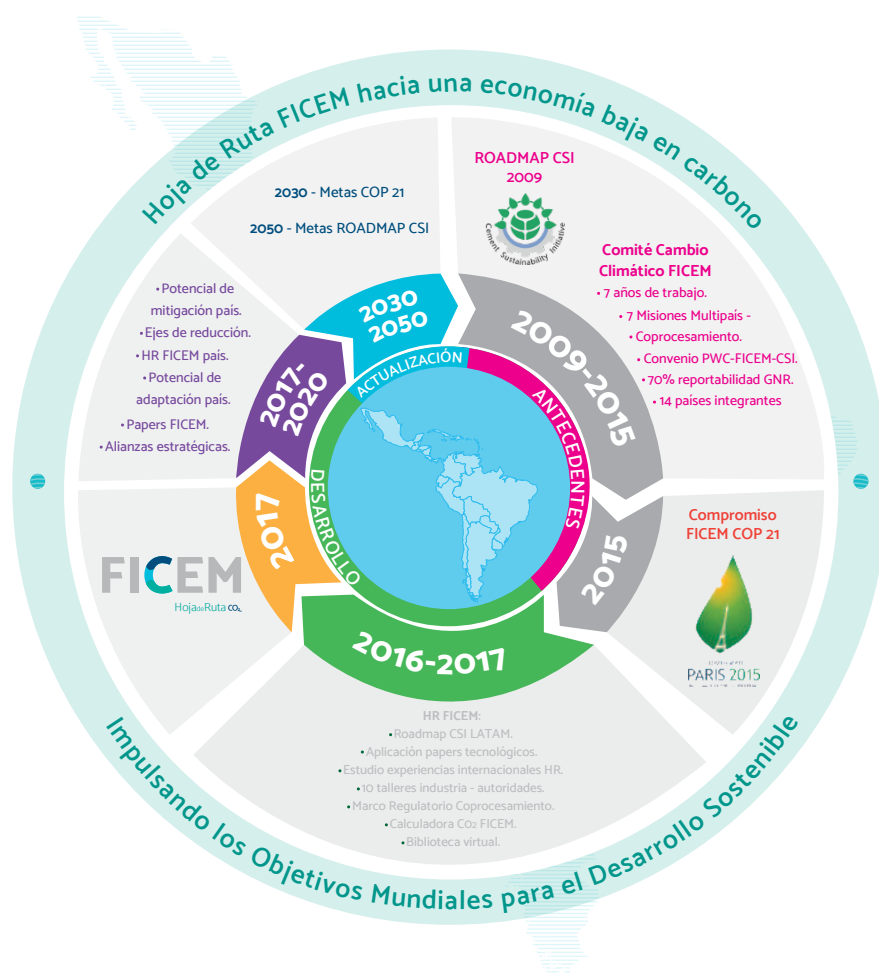 Hoja de Ruta FICEM hacia una economía baja en carbono
ROADMAP CSI
2009
Cement Sustainability Initiative
Comité Cambio
Climático FICEM
• 7 años de trabajo.
• 7 Misiones Multipaís -
• Coprocesamiento.
• Convenio PWC-FICEM-CSI.
• 70% reportabilidad GNR.
• 14 países integrantes
2009-2015
ANTECEDENTES
Compromiso
FICEM COP 21
PARIS 2015
2015
2016-2017
HR FICEM:
• Roadmap CSI LATAM.
• Aplicación papers tecnológicos.
• Estudio experiencias internacionales HR.
• 10 talleres industria - autoridades.
• Marco Regulatorio Coprocesamiento.
• Calculadora CO2 FICEM.
• Biblioteca virtual.
DESARROLLO
2017
FICEM
Hoja de Ruta CO2
2017-
2020
• Potencial de
mitigación país.
• Ejes de reducción.
• HR FICEM país.
• Potencial de
adaptación país.
• Papers FICEM.
• Alianzas estratégicas.
2030
2050
ACTUALIZACIÓN
2030 - Metas COP 21
2050 - Metas ROADMAP CSI
Impulsando los Objetivos Mundiales para el Desarrollo Sostenible